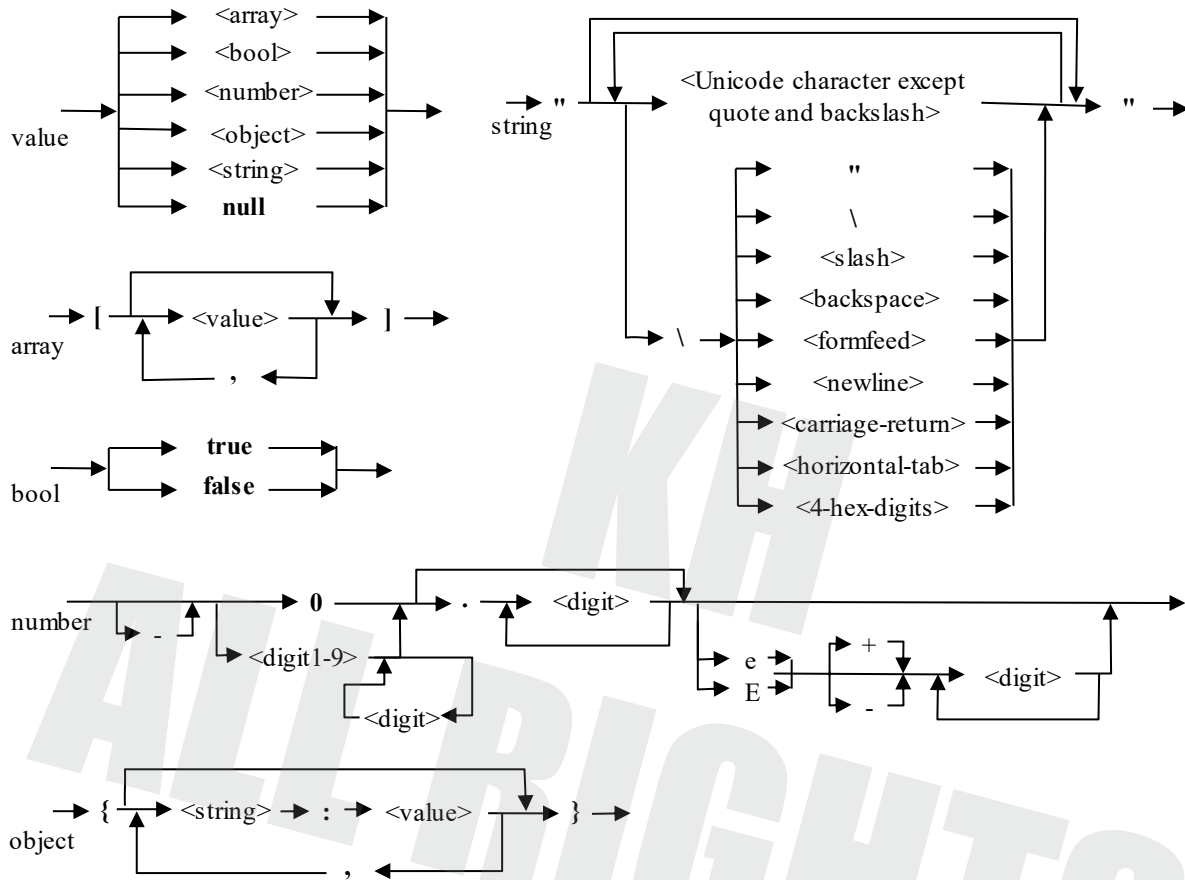 value
<array>
<bool>
<number>
<object>
<string>
null
string
"
<Unicode character except
quote and backslash>
"
\
"
\
<slash>
<backspace>
<formfeed>
<newline>
<carriage-return>
<horizontal-tab>
<4-hex-digits>
array
[
<value>
]
,
bool
true
false
number
-
0
<digit1-9>
<digit>
.
<digit>
e
E
+
-
<digit>
object
{
<string>
:
<value>
}
,
KH
ALL RIGHTS